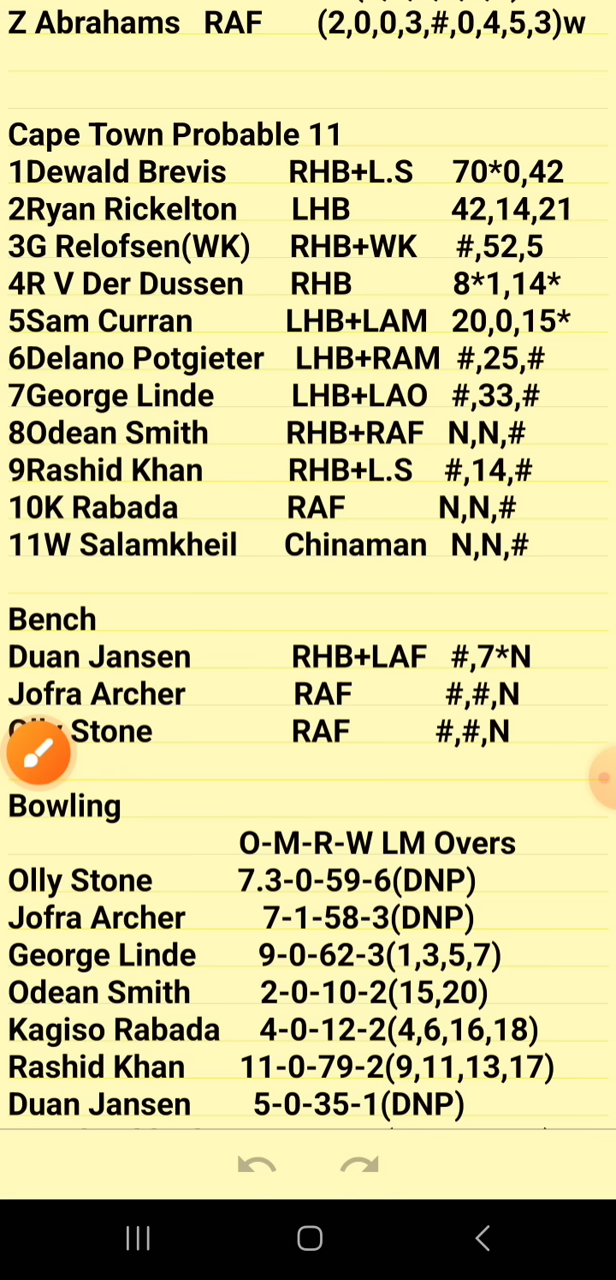 Z Abrahams RAF (2,0,0,3,#,0,4,5,3)w
Cape Town Probable 11
1Dewald Brevis RHB+L.S 70*0,42
2Ryan Rickelton LHB 42,14,21
3G Relofsen(WK) RHB+WK #,52,5
4R V Der Dussen RHB 8*1,14*
5Sam Curran LHB+LAM 20,0,15*
6Delano Potgieter LHB+RAM #,25,#
7George Linde LHB+LAO #,33,#
8Odean Smith RHB+RAF N,N,#
9Rashid Khan RHB+L.S #,14,#
10K Rabada RAF N,N,#
11W Salamkheil Chinaman N,N,#
Bench
Duan Jansen RHB+LAF #,7*N
Jofra Archer RAF #,#,N
Stone RAF #,#,N
Bowling
O-M-R-W LM Overs
Olly Stone 7.3-0-59-6(DNP)
Jofra Archer 7-1-58-3(DNP)
George Linde 9-0-62-3(1,3,5,7)
Odean Smith 2-0-10-2(15,20)
Kagiso Rabada 4-0-12-2(4,6,16,18)
Rashid Khan 11-0-79-2(9,11,13,17)
Duan Jansen 5-0-35-1(DNP)